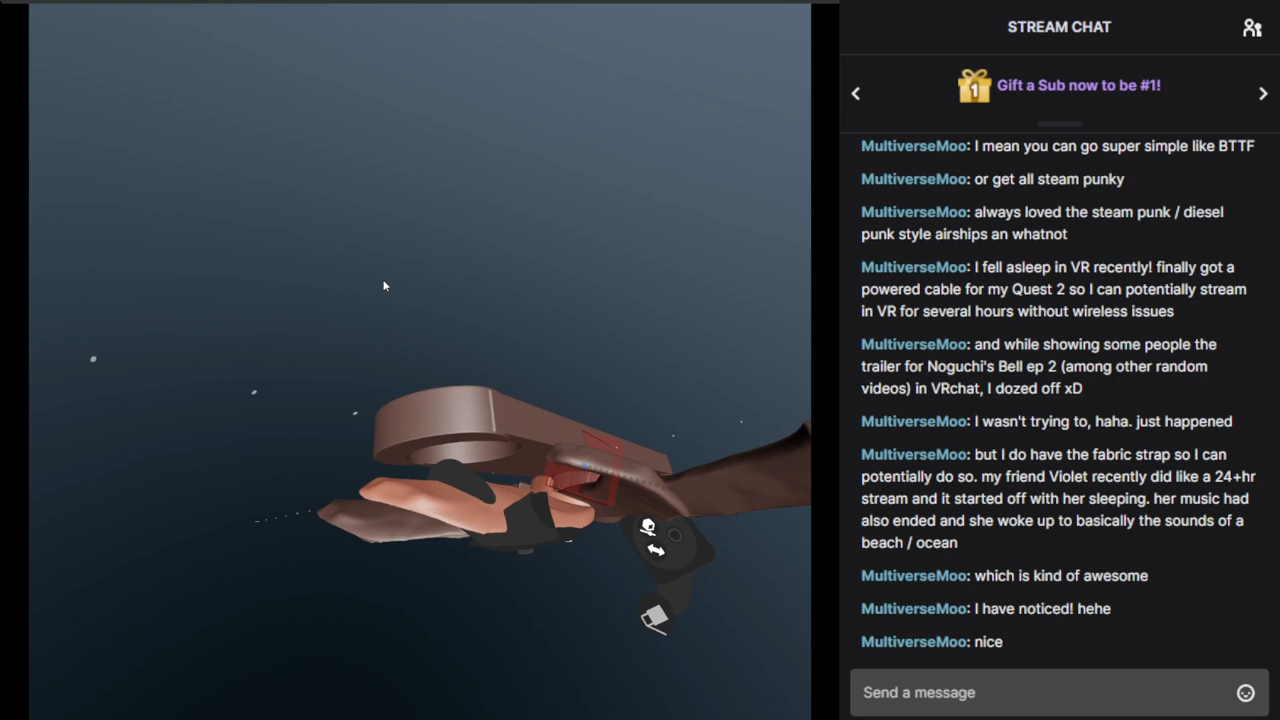 STREAM CHAT
1
Gift a Sub now to be #1!
MultiverseMoo: I mean you can go super simple like BTTF
MultiverseMoo: or get all steam punky
MultiverseMoo: always loved the steam punk / diesel
punk style airships an whatnot
MultiverseMoo: I fell asleep in VR recently! finally got a
powered cable for my Quest 2 so I can potentially stream
in VR for several hours without wireless issues
MultiverseMoo: and while showing some people the
trailer for Noguchi's Bell ep 2 (among other random
videos) in VRchat, I dozed off xD
MultiverseMoo: I wasn't trying to, haha. just happened
MultiverseMoo: but I do have the fabric strap so I can
potentially do so. my friend Violet recently did like a 24+hr
stream and it started off with her sleeping. her music had
also ended and she woke up to basically the sounds of a
beach / ocean
MultiverseMoo: which is kind of awesome
MultiverseMoo: I have noticed! hehe
MultiverseMoo: nice
Send a message